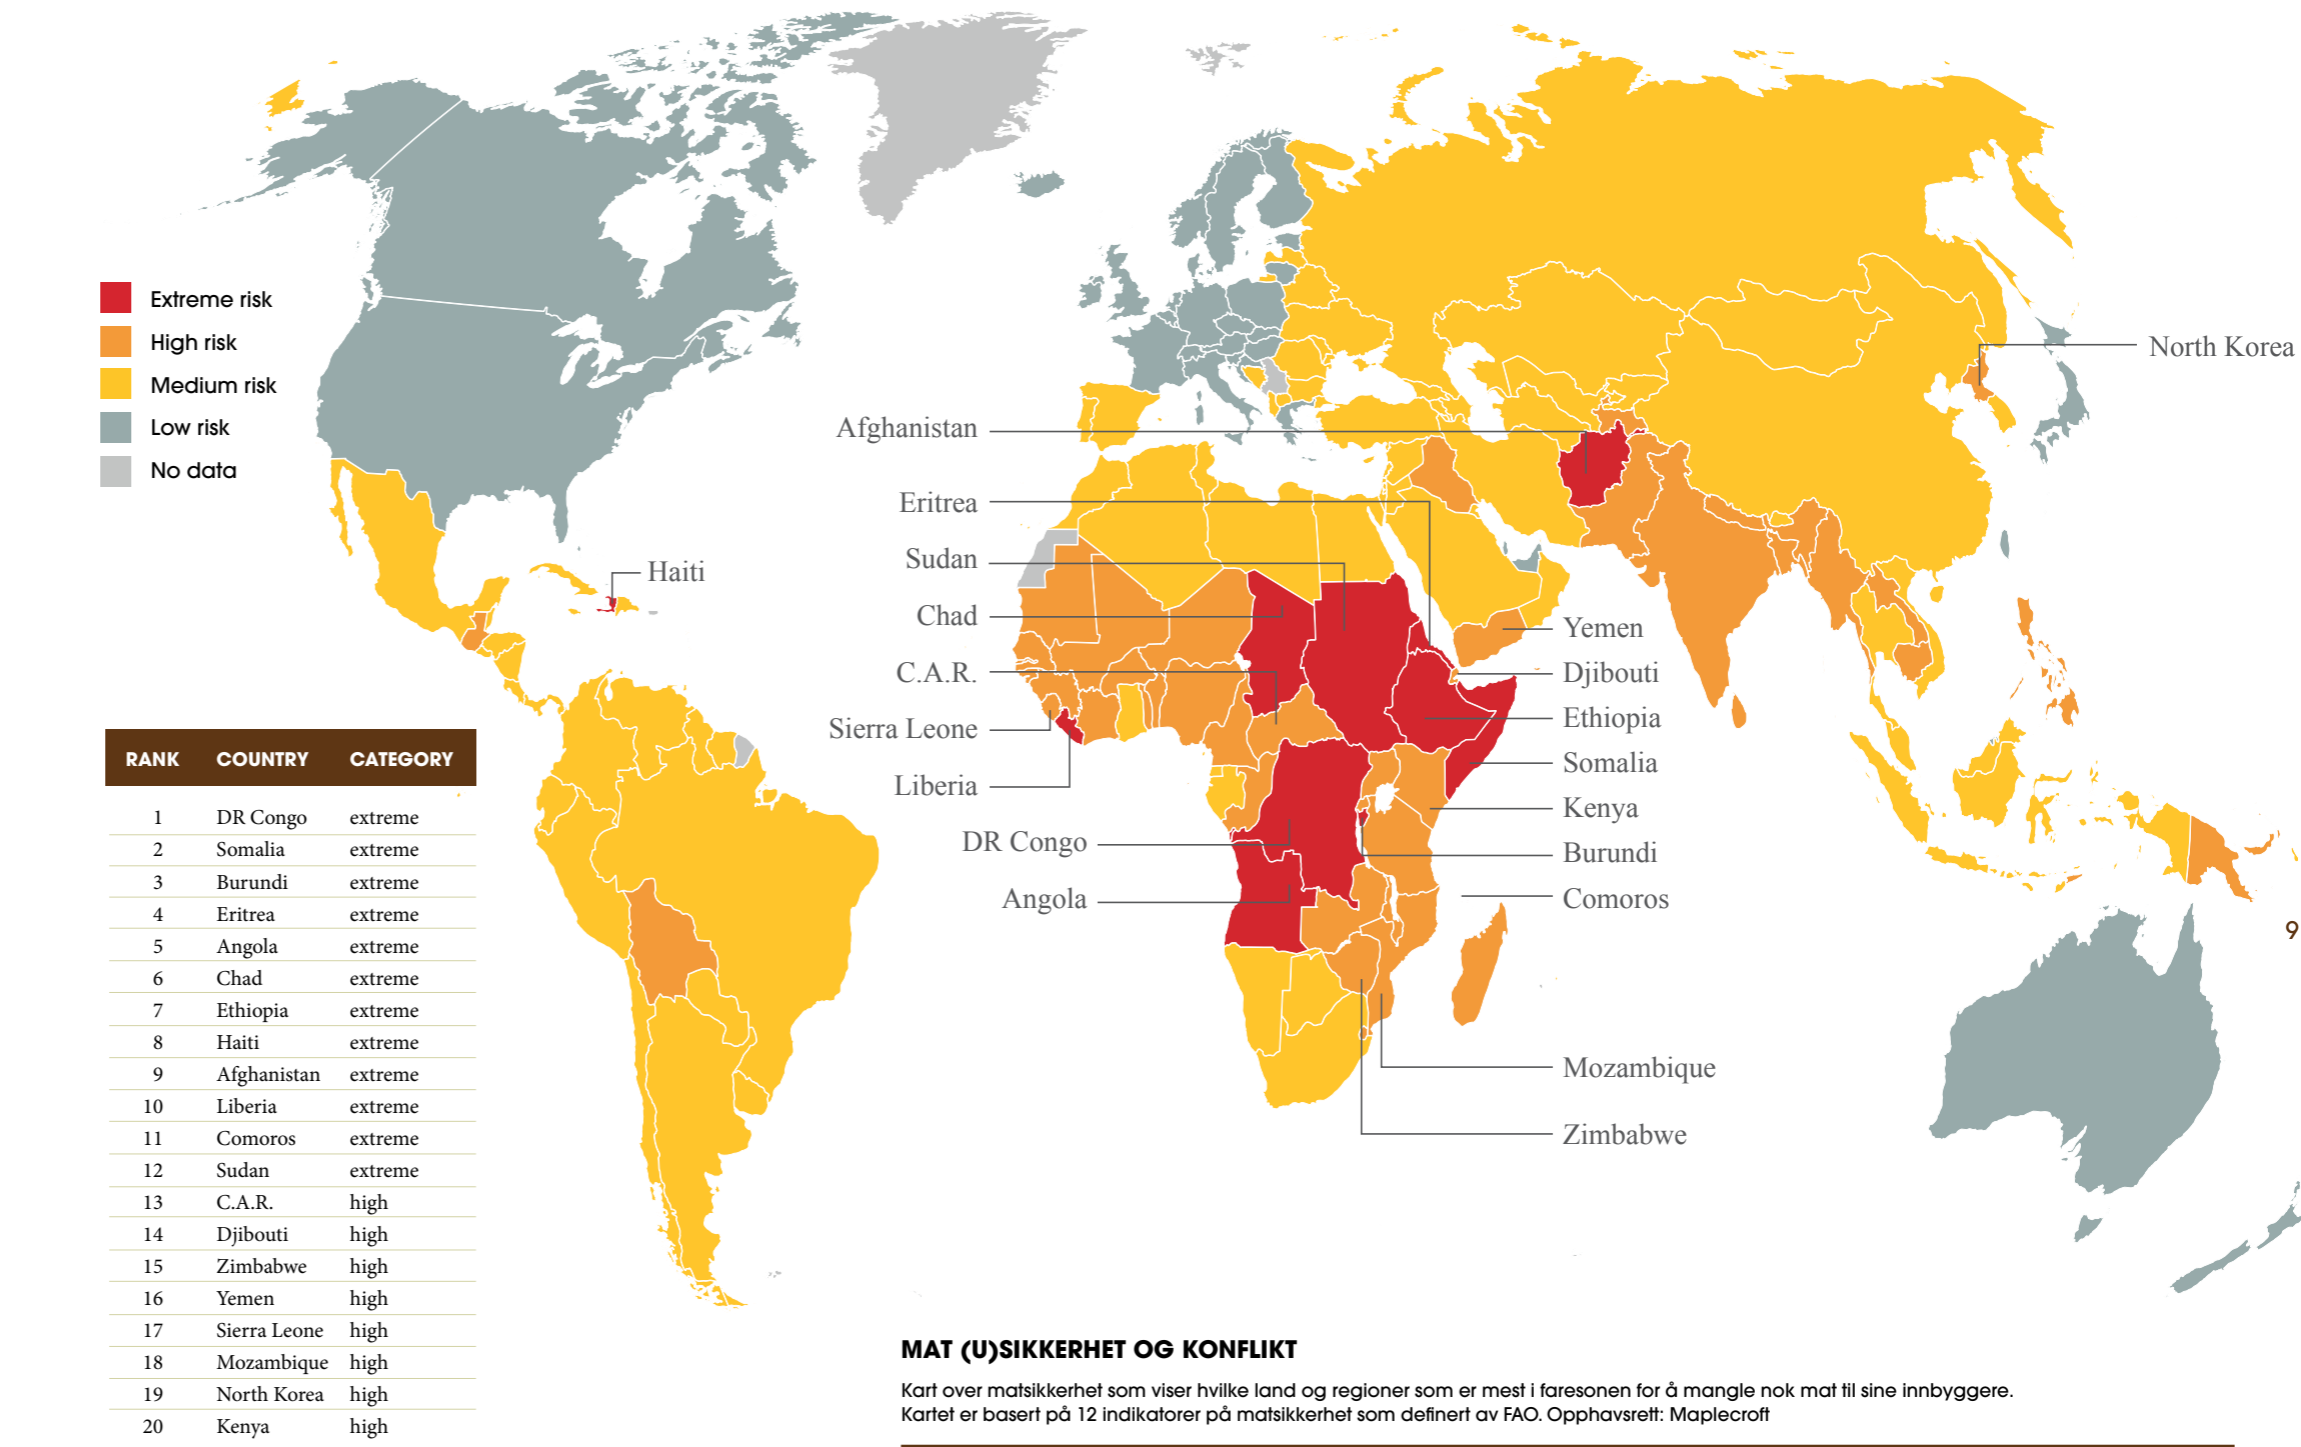 Extreme risk
High risk
Medium risk
Low risk
No data
North Korea
Afghanistan
Eritrea
Sudan
Haiti
Chad
Yemen
C.A.R.
Djibouti
Sierra Leone
Ethiopia
Liberia
Somalia
Kenya
DR Congo
Burundi
Angola
Comoros
9
Mozambique
Zimbabwe
RANK COUNTRY CATEGORY
1 DR Congo extreme
2 Somalia extreme
3 Burundi extreme
4 Eritrea extreme
5 Angola extreme
6 Chad extreme
7 Ethiopia extreme
8 Haiti extreme
9 Afghanistan extreme
10 Liberia extreme
11 Comoros extreme
12 Sudan extreme
13 C.A.R. high
14 Djibouti high
15 Zimbabwe high
16 Yemen high
17 Sierra Leone high
18 Mozambique high
19 North Korea high
20 Kenya high
MAT (U)SIKKERHET OG KONFLIKT
Kart over matsikkerhet som viser hvilke land og regioner som er mest i faresonen for å mangle nok mat til sine innbyggere.
Kartet er basert på 12 indikatorer på matsikkerhet som definert av FAO. Opphavsrett: Maplecroft